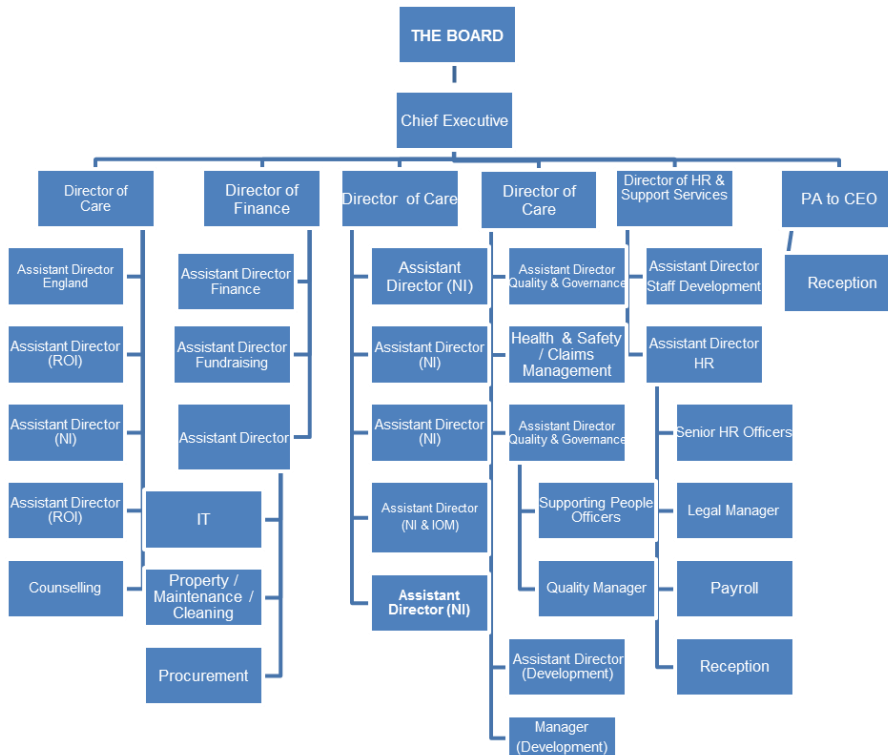 THE BOARD
Chief Executive
Director of
Care
Director of
Finance
Director of Care
Director of
Care
Director of HR &
Support Services
PA to CEO
Assistant Director
England
Assistant Director
(ROI)
Assistant Director
(NI)
Assistant Director
(ROI)
Counselling
Assistant Director
Finance
Assistant Director
Fundraising
Assistant Director
IT
Property /
Maintenance /
Cleaning
Procurement
Assistant
Director (NI)
Assistant Director
(NI)
Assistant Director
(NI)
Assistant Director
(NI & IOM)
Assistant
Director (NI)
Assistant Director
Quality & Governance
Health & Safety
/ Claims
Management
Assistant Director
Quality & Governance
Supporting People
Officers
Quality Manager
Assistant Director
(Development)
Manager
(Development)
Assistant Director
Staff Development
Assistant Director
HR
Senior HR Officers
Legal Manager
Payroll
Reception
Reception